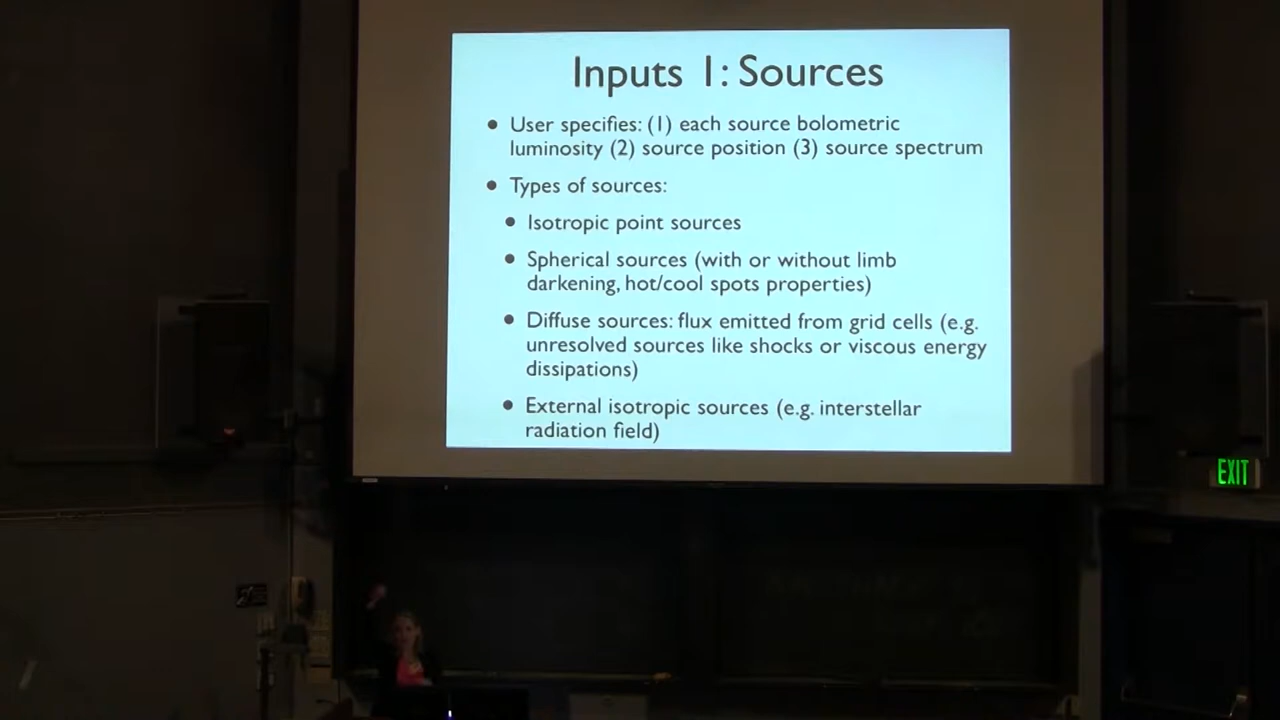 Inputs 1: Sources
• User specifies: (1) each source bolometric
luminosity (2) source position (3) source spectrum
• Types of sources:
• Isotropic point sources
• Spherical sources (with or without limb
darkening, hot/cool spots properties)
• Diffuse sources: flux emitted from grid cells (e.g.
unresolved sources like shocks or viscous energy
dissipations)
• External isotropic sources (e.g. interstellar
radiation field)
EXIT